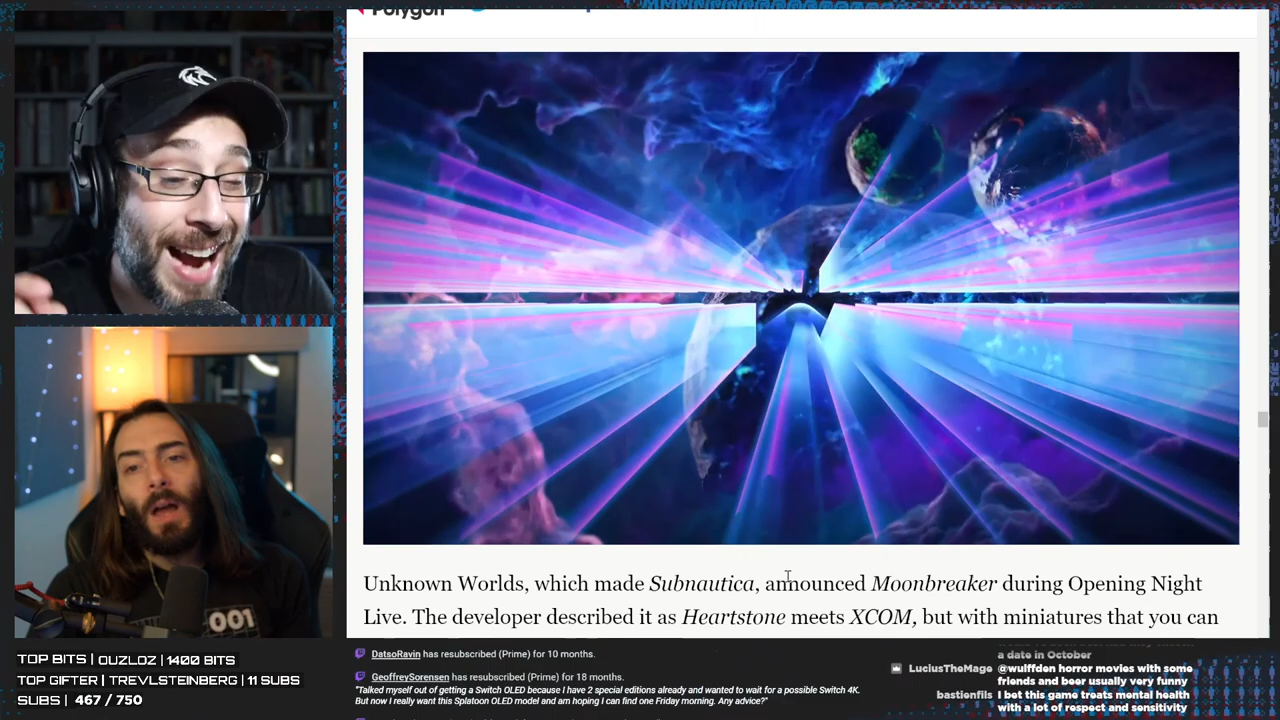 Polygon
Unknown Worlds, which made Subnautica, announced Moonbreaker during Opening Night
Live. The developer described it as Heartstone meets XCOM, but with miniatures that you can
001
TOP BITS | OUZLOZ | 1400 BITS
TOP GIFTER | TREVLSTEINBERG | 11 SUBS
SUBS | 467 / 750
DatsoRavin has resubscribed (Prime) for 10 months.
GeoffreySorensen has resubscribed (Prime) for 18 months.
"Talked myself out of getting a Switch OLED because I have 2 special editions already and wanted to wait for a possible Switch 4K.
But now I really want this Splatoon OLED model and am hoping I can find one Friday morning. Any advice?"
a date in October
LuciusTheMage @wulffden horror movies with some
friends and beer usually very funny
bastienfils I bet this game treats mental health
with a lot of respect and sensitivity